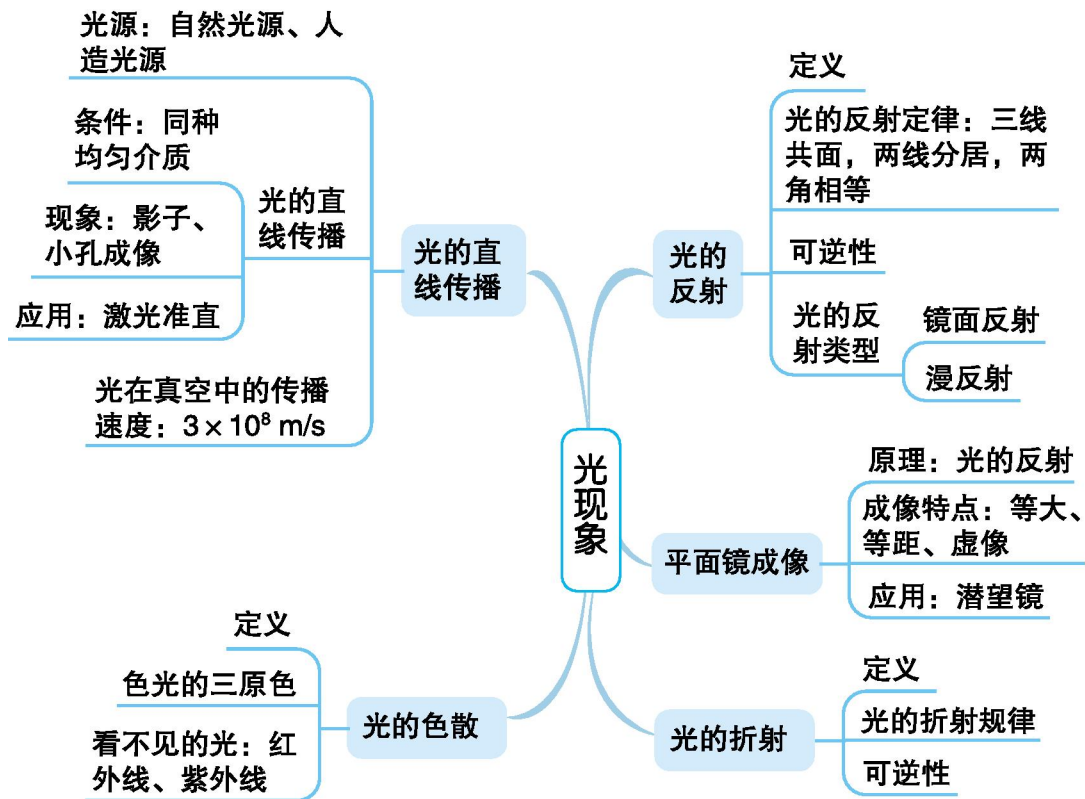 光现象
光的直
线传播
光源：自然光源、人
造光源
光的直
线传播
条件：同种
均匀介质
现象：影子、
小孔成像
应用：激光准直
光在真空中的传播
速度：3×10⁸ m/s
光的
反射
定义
光的反射定律：三线
共面，两线分居，两
角相等
可逆性
光的反
射类型
镜面反射
漫反射
平面镜成像
原理：光的反射
成像特点：等大、
等距、虚像
应用：潜望镜
光的折射
定义
光的折射规律
可逆性
光的色散
定义
色光的三原色
看不见的光：红
外线、紫外线